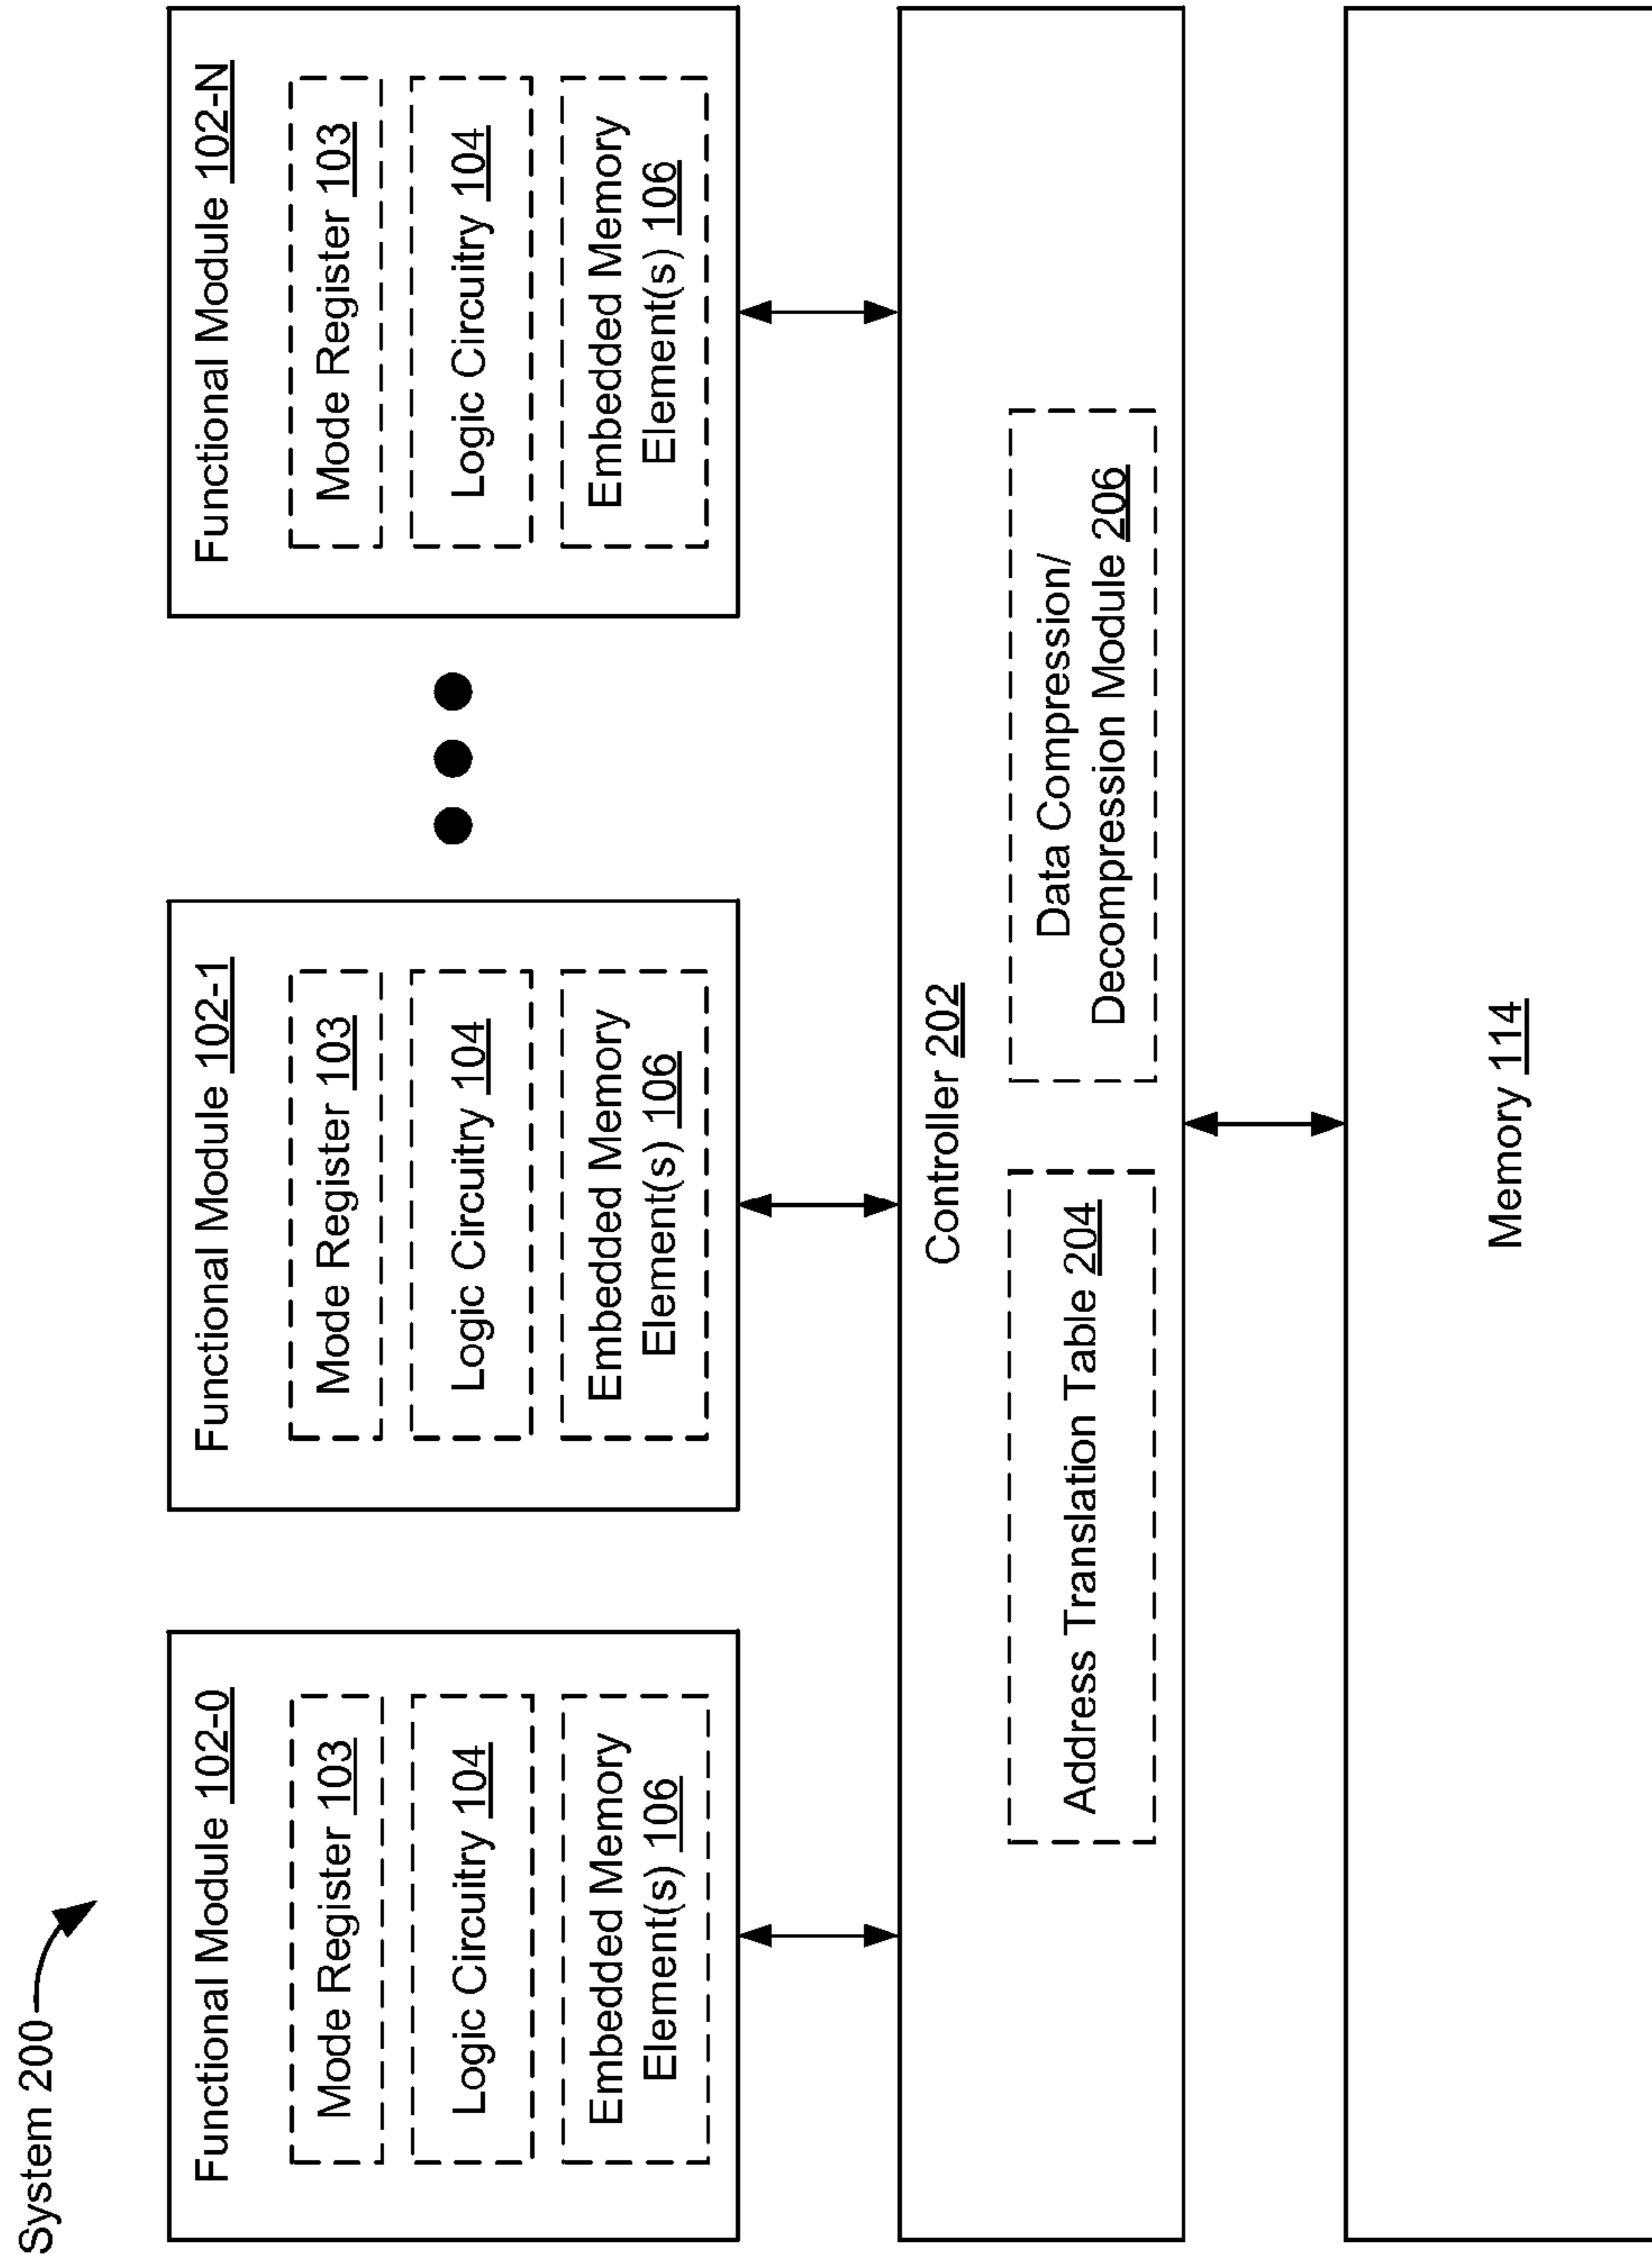 System 200
Functional Module 102-0
Mode Register 103
Logic Circuitry 104
Embedded Memory
Element(s) 106
Functional Module 102-1
Mode Register 103
Logic Circuitry 104
Embedded Memory
Element(s) 106
Functional Module 102-N
Mode Register 103
Logic Circuitry 104
Embedded Memory
Element(s) 106
Controller 202
Address Translation Table 204
Data Compression/
Decompression Module 206
Memory 114